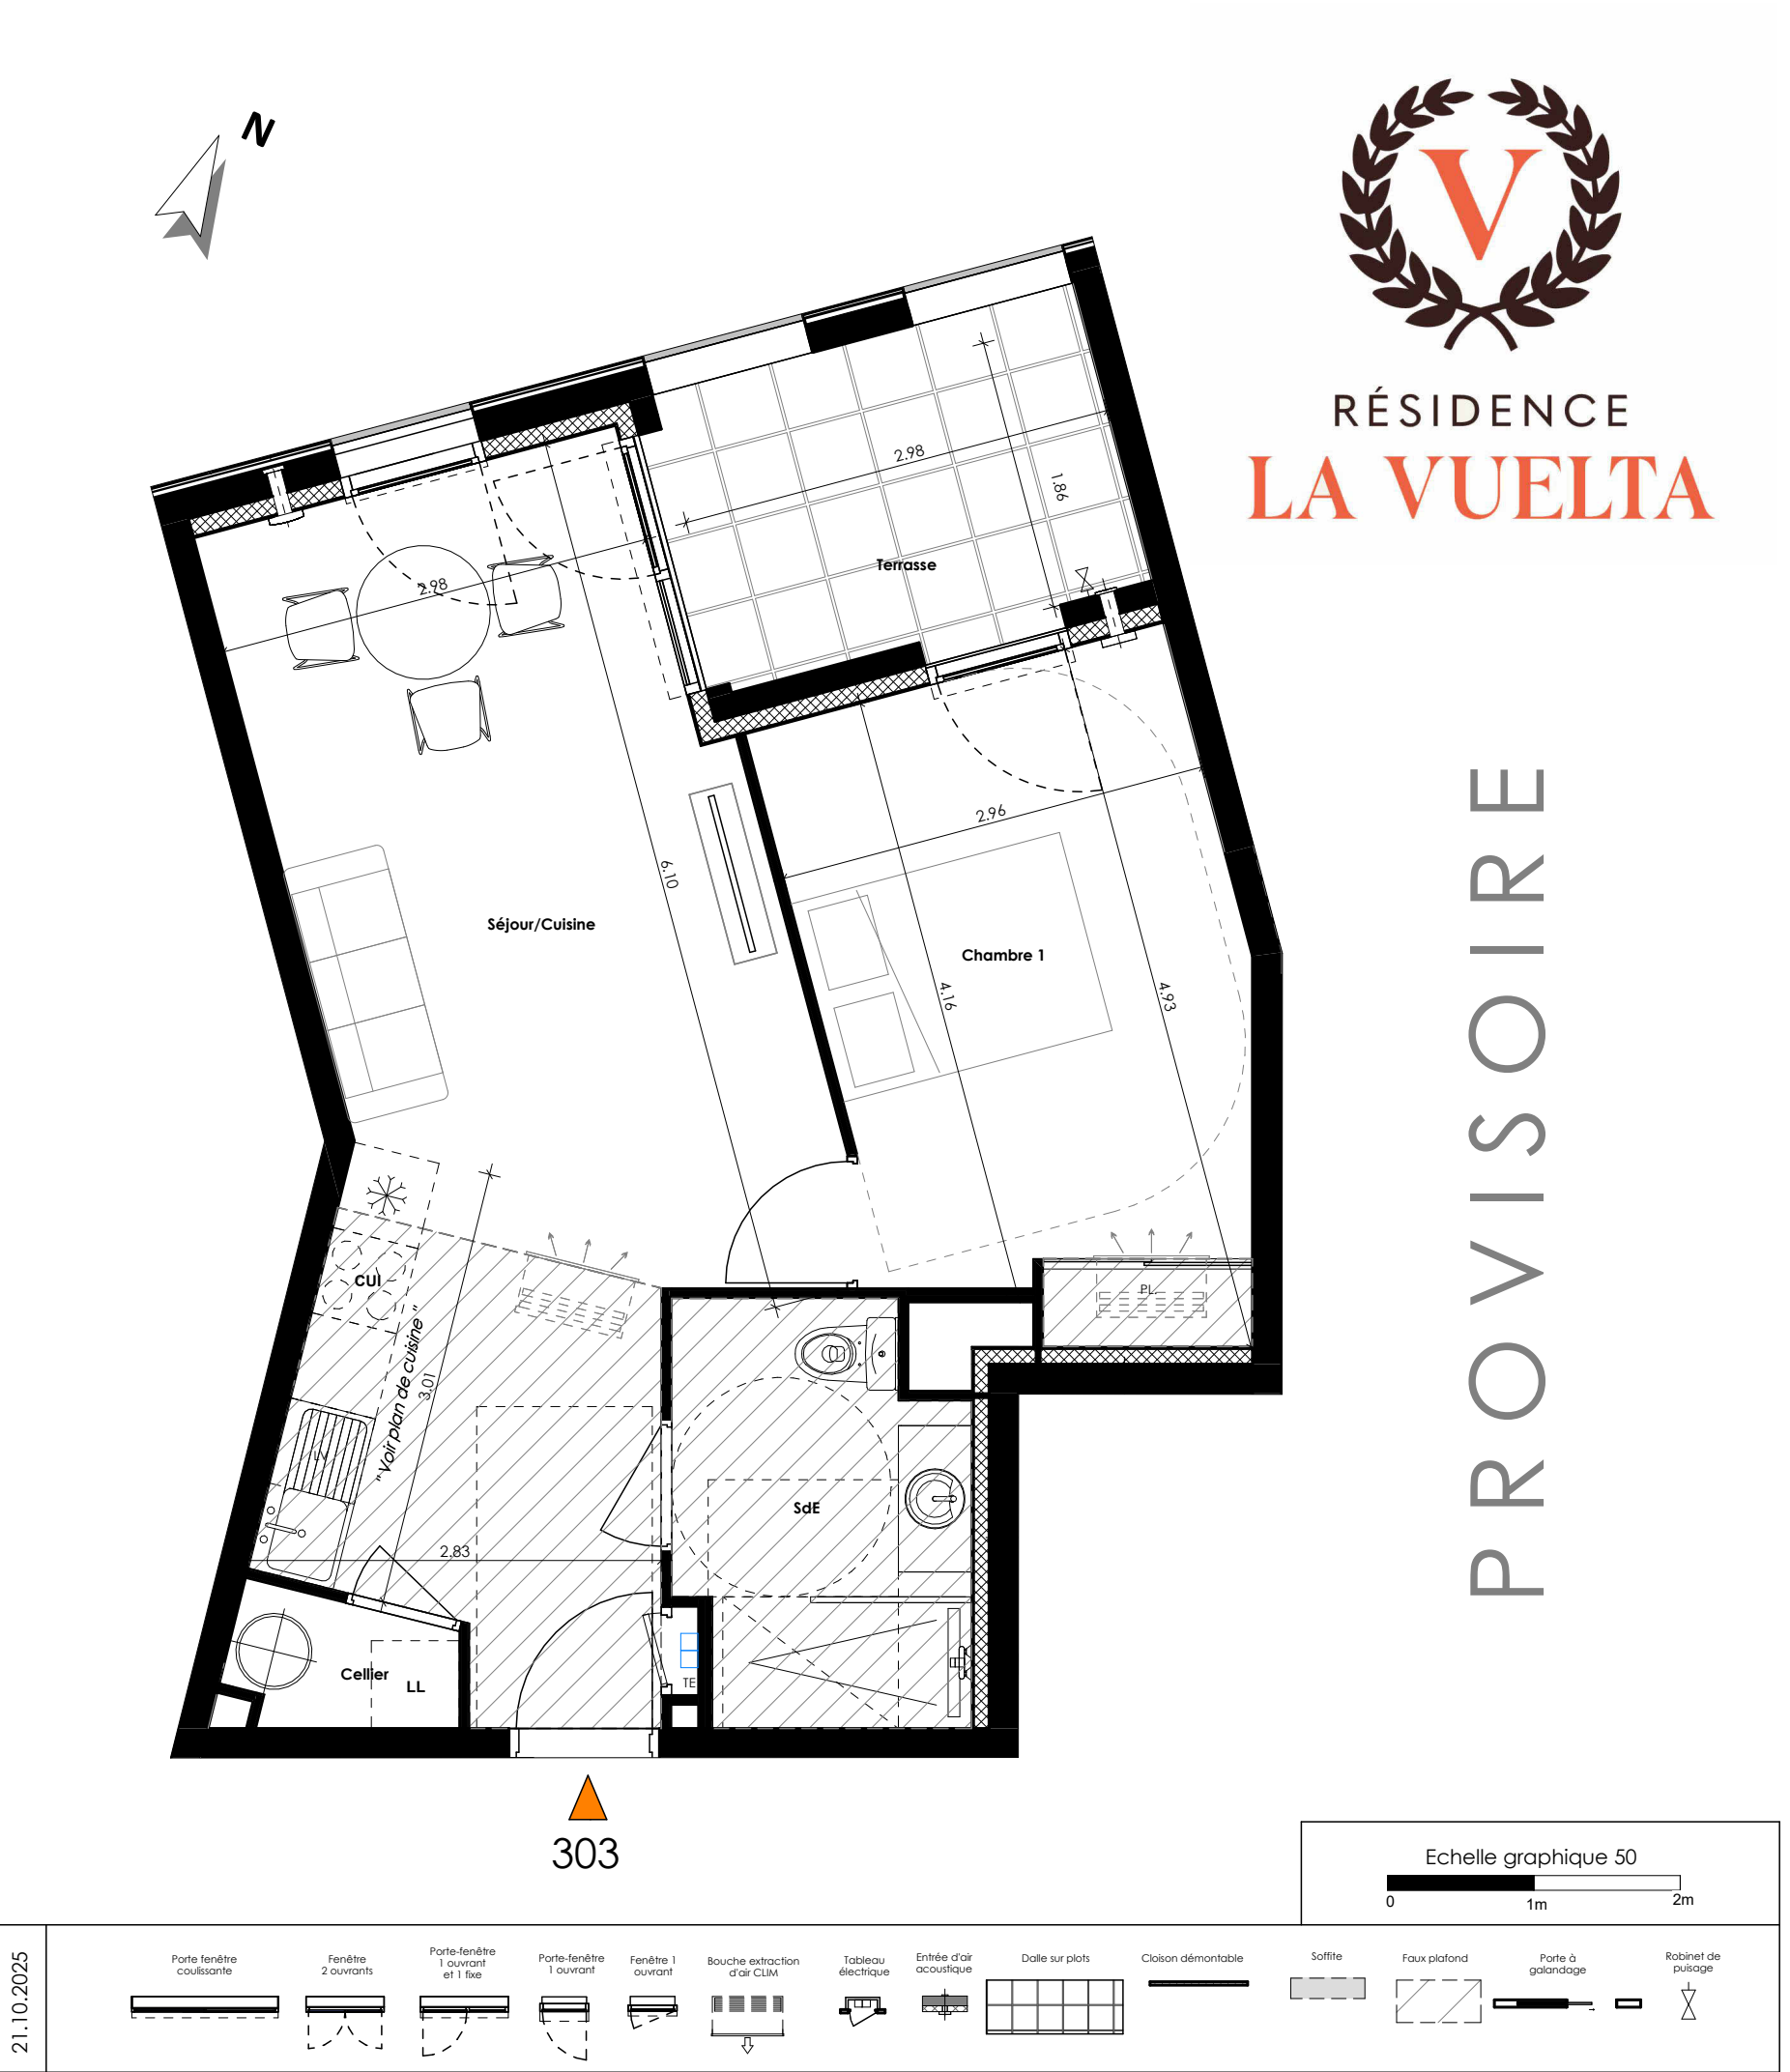 N
V
RÉSIDENCE
LA VUELTA
PROVISOIRE
2.98
1.86
Terrasse
2.98
2.96
6.10
Séjour/Cuisine
Chambre 1
4.16
4.93
CUI
PL.
"Voir plan de cuisine"
3.01
LV
SdE
2.83
Cellier
LL
TE
303
Echelle graphique 50
0
1m
2m
21.10.2025
Porte fenêtre
coulissante
Fenêtre
2 ouvrants
Porte-fenêtre
1 ouvrant
et 1 fixe
Porte-fenêtre
1 ouvrant
Fenêtre 1
ouvrant
Bouche extraction
d'air CLIM
Tableau
électrique
Entrée d'air
acoustique
Dalle sur plots
Cloison démontable
Soffite
Faux plafond
Porte à
galandage
Robinet de
puisage